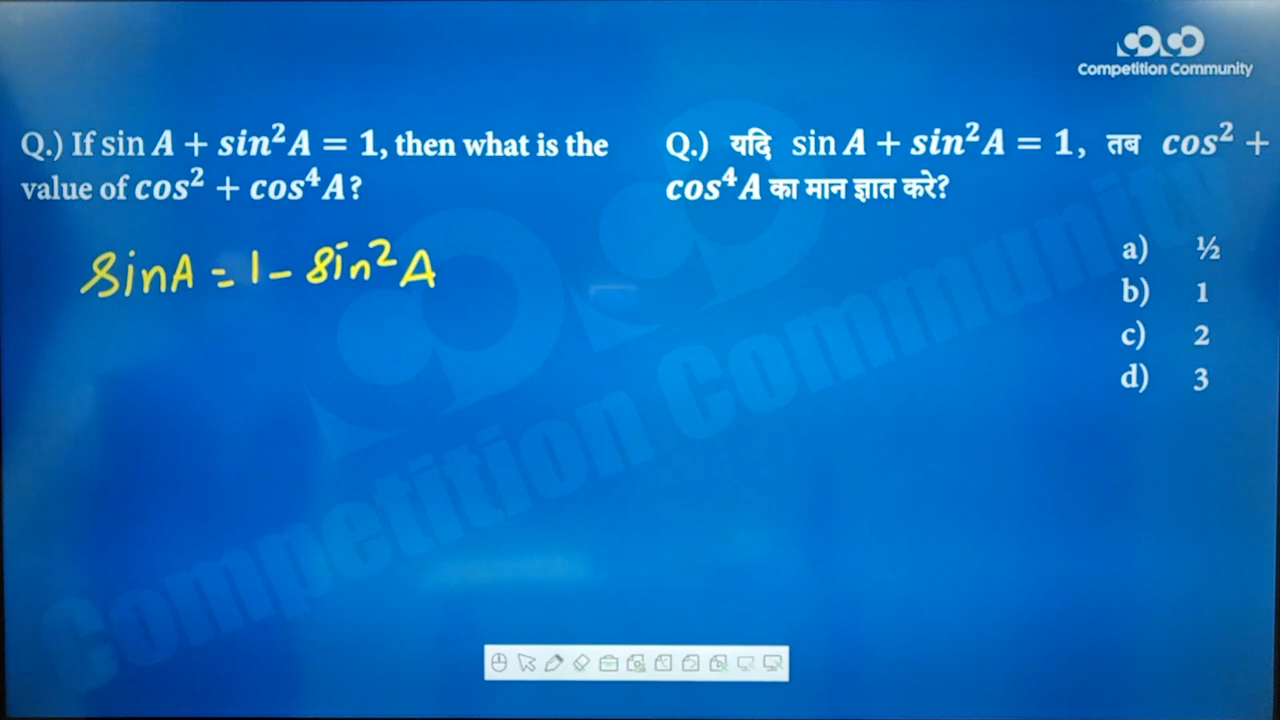 Competition Community
Q.) If sin A + sin²A = 1, then what is the
value of cos² + cos⁴A?
Q.) यदि sin A + sin²A = 1, तब cos² +
cos⁴A का मान ज्ञात करे?
sinA = 1 - sin²A
a) ½
b) 1
c) 2
d) 3
Competition Community